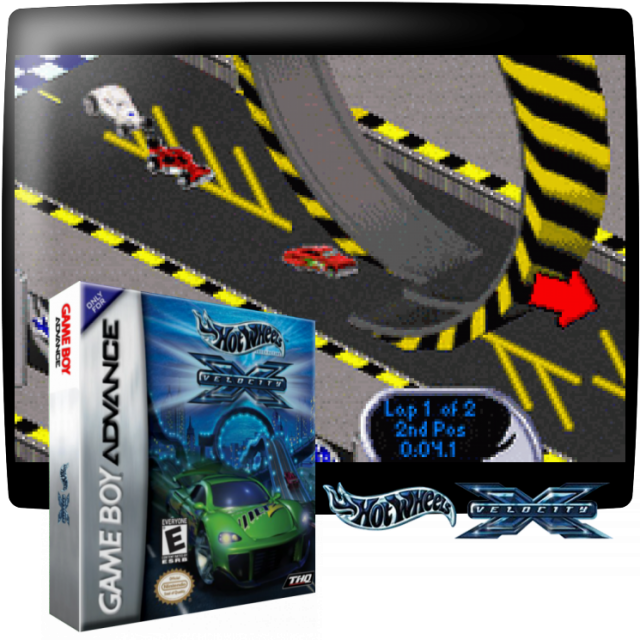 Lap 1 of 2
2nd Pos
0:04.1
ONLY
FOR
GAME BOY
ADVANCE
GAME BOY ADVANCE
HOT WHEELS
X
VELOCITY
EVERYONE
E
ESRB
Nintendo
THQ
HOT WHEELS
X
VELOCITY